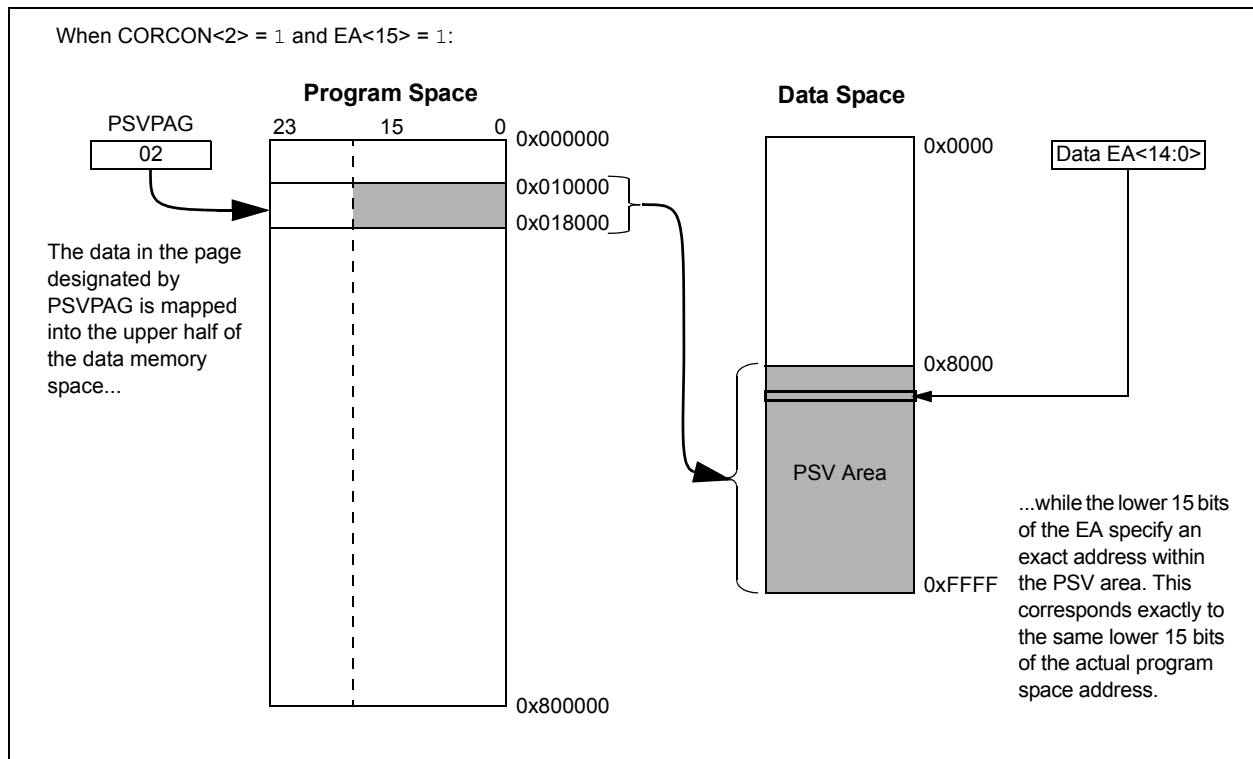 When CORCON<2> = 1 and EA<15> = 1:
Program Space
Data Space
PSVPAG
02
23 15 0
0x000000
0x010000
0x018000
0x800000
The data in the page
designated by
PSVPAG is mapped
into the upper half of
the data memory
space...
0x0000
0x8000
0xFFFF
PSV Area
Data EA<14:0>
...while the lower 15 bits
of the EA specify an
exact address within
the PSV area. This
corresponds exactly to
the same lower 15 bits
of the actual program
space address.